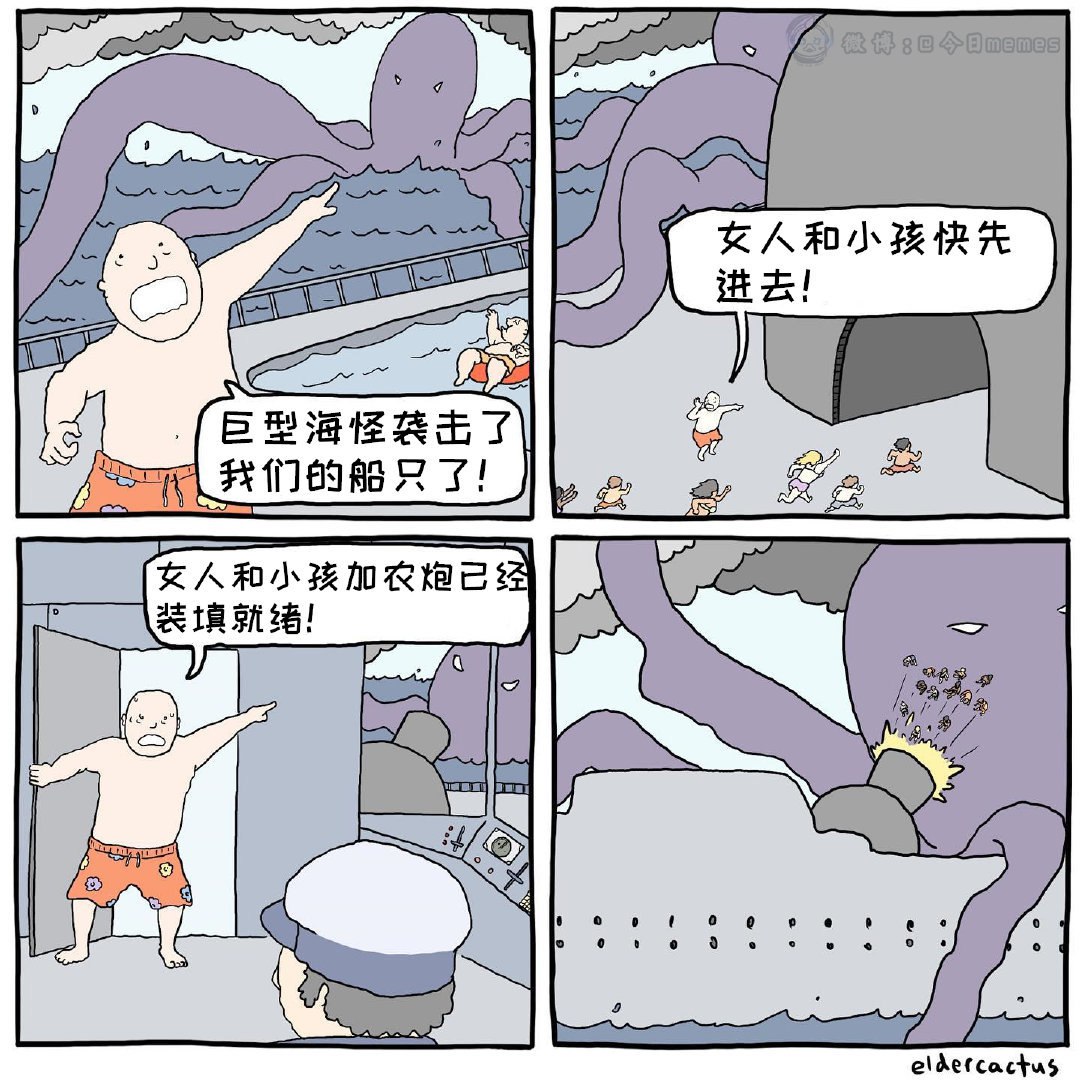 微博:@今日memes
巨型海怪袭击了
我们的船只了!
女人和小孩快先
进去!
女人和小孩加农炮已经
装填就绪!
eldercactus